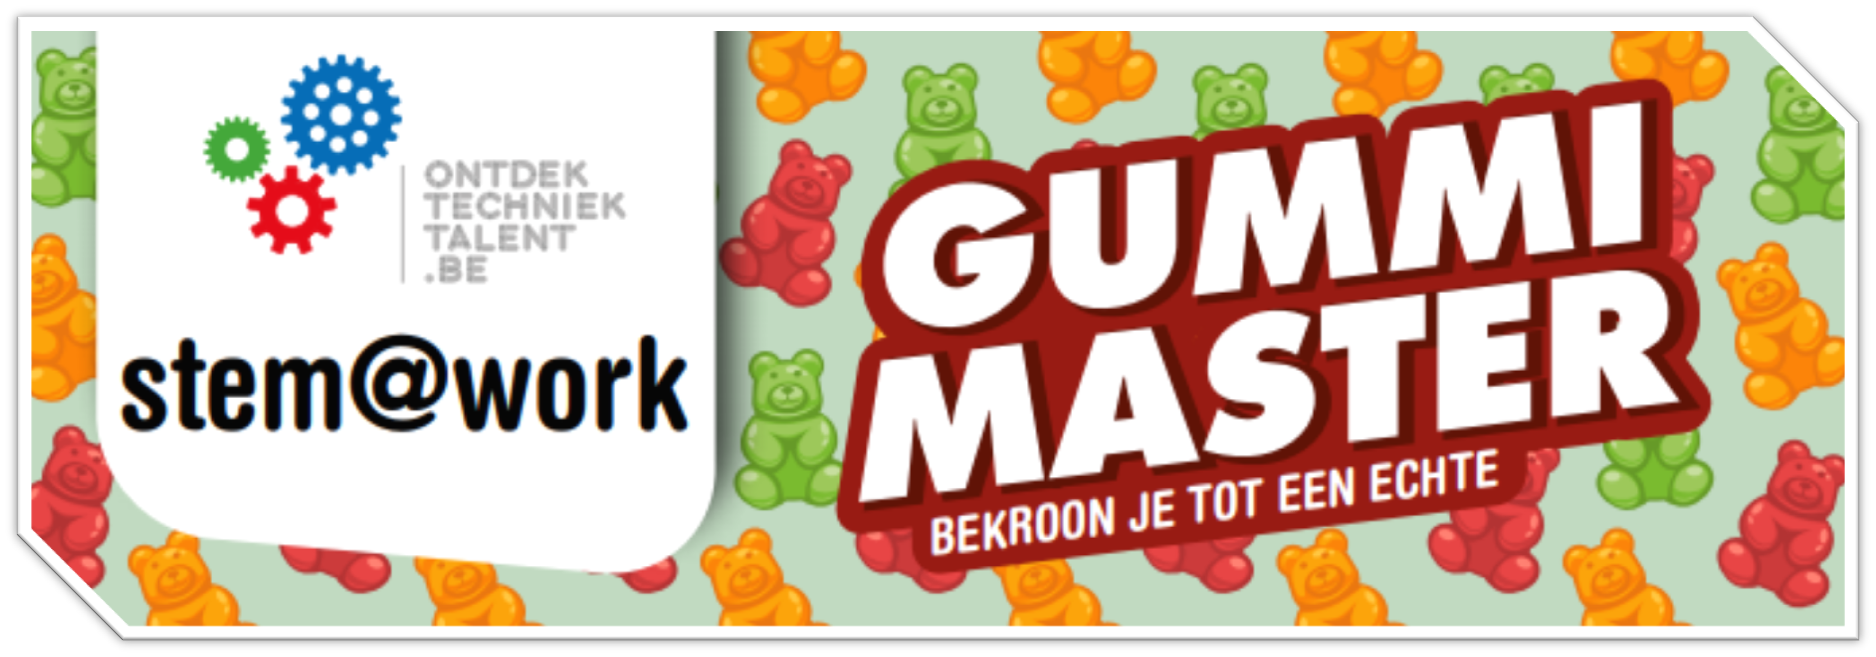 ONTDEK
TECHNIEK
TALENT
.BE
stem@work
GUMMI
MASTER
BEKROON JE TOT EEN ECHTE